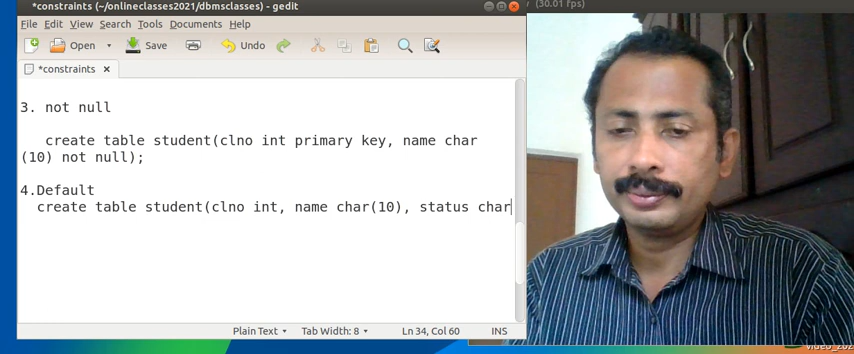 *constraints (~/onlineclasses2021/dbmsclasses) - gedit
(30.01 fps)
File Edit View Search Tools Documents Help
Open Save Undo
*constraints
3. not null
create table student(clno int primary key, name char
(10) not null);
4.Default
create table student(clno int, name char(10), status char
Plain Text Tab Width: 8 Ln 34, Col 60 INS